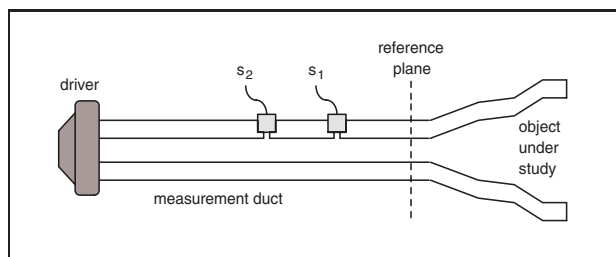 reference
plane
s2
s1
driver
object
under
study
measurement duct